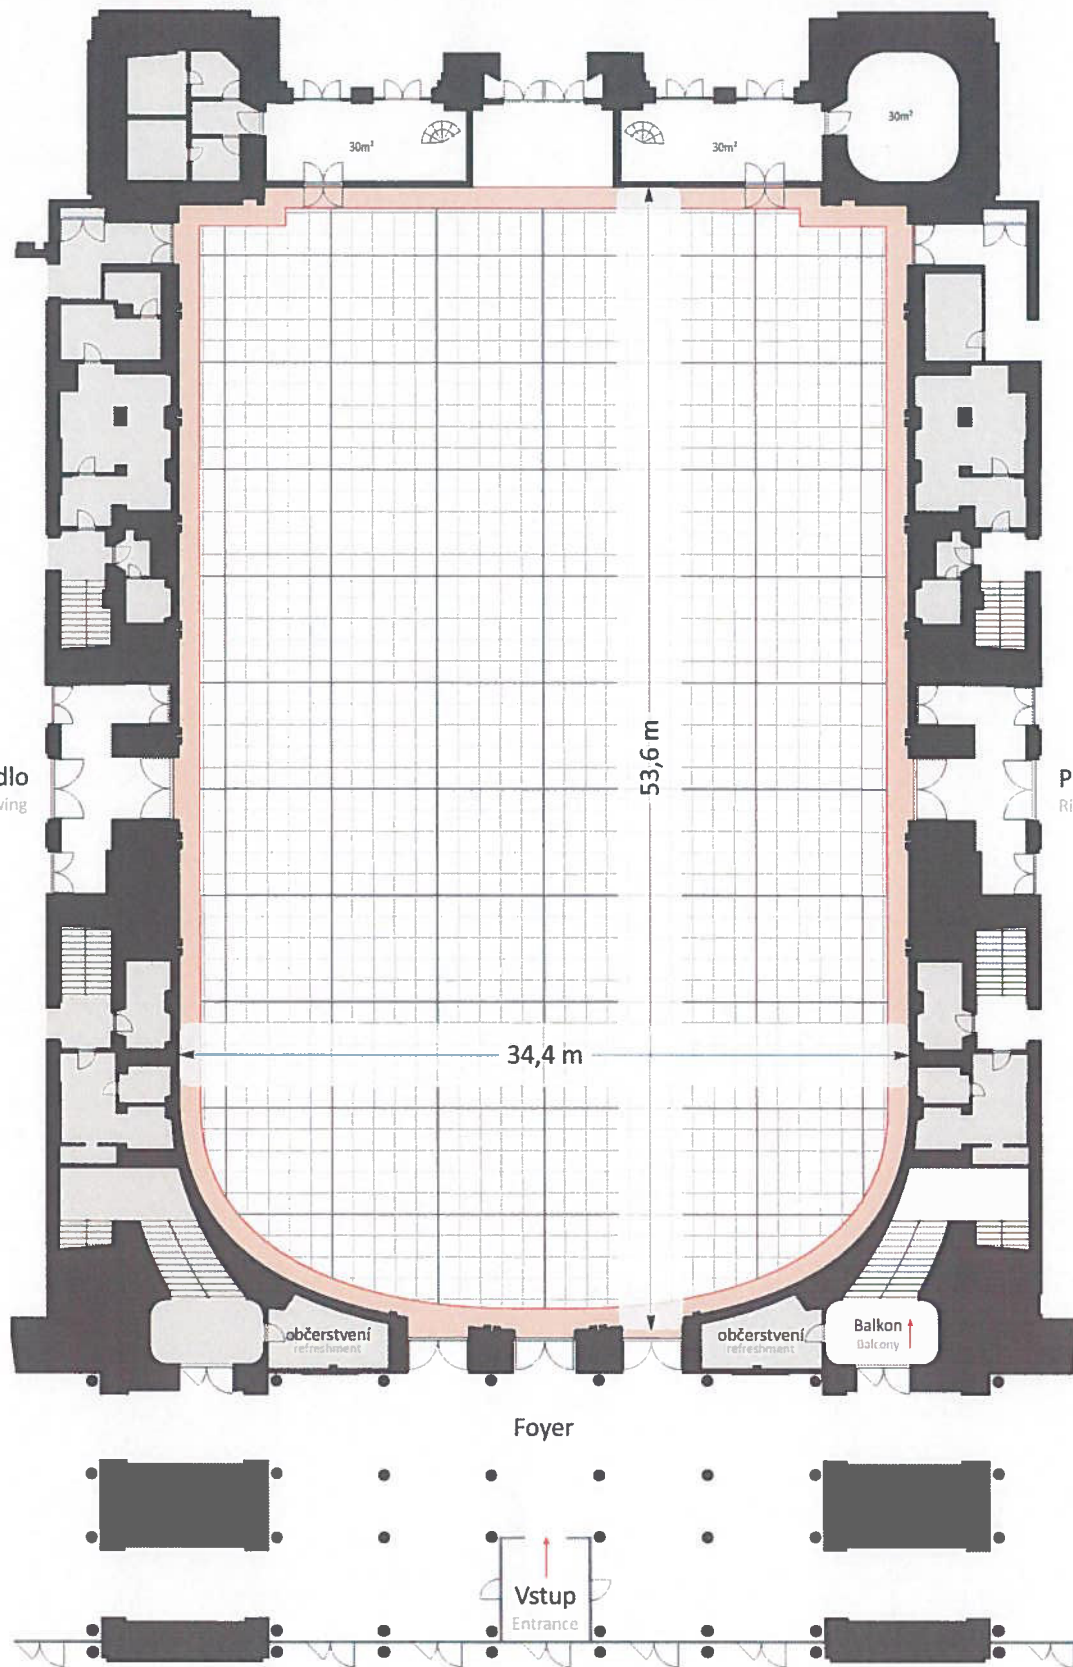 30m²
30m²
30m²
53,6 m
dlo
ving
P
Ri
34,4 m
občerstvení
refreshment
občerstvení
refreshment
Balkon
Balcony
Foyer
Vstup
Entrance